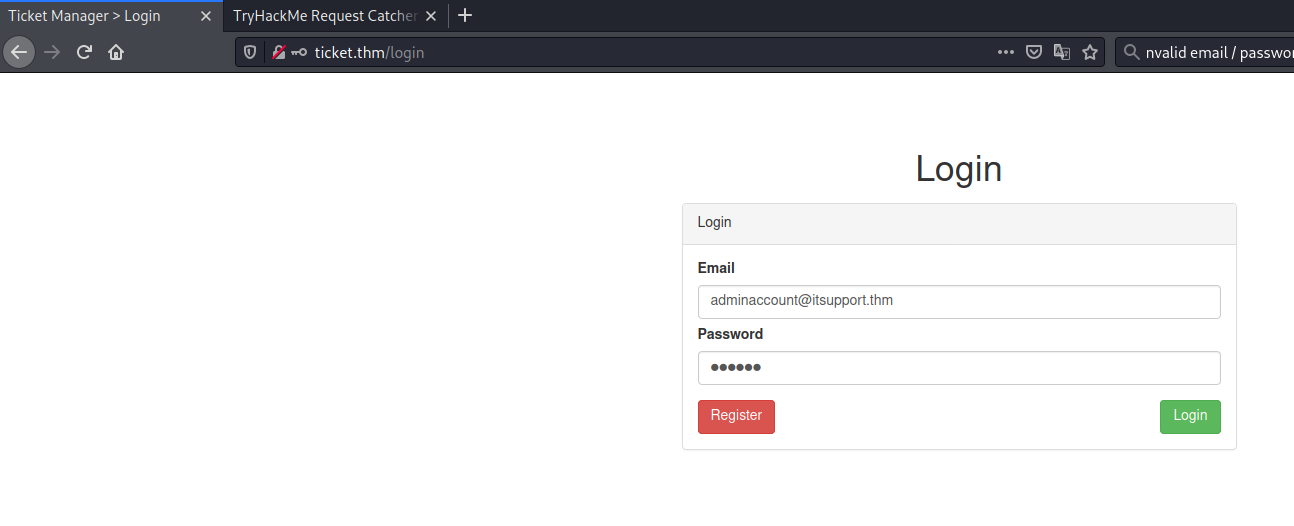 Ticket Manager > Login
TryHackMe Request Catcher
ticket.thm/login
nvalid email / passwor
Login
Login
Email
adminaccount@itsupport.thm
Password
●●●●●●
Register
Login